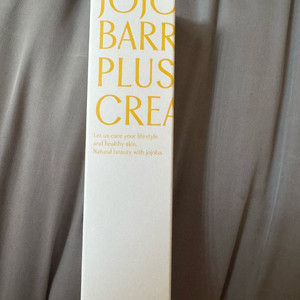 JOJO
BARR
PLUS
CREA
Let us care your lifestyle
and healthy skin.
Natural beauty with jojoba